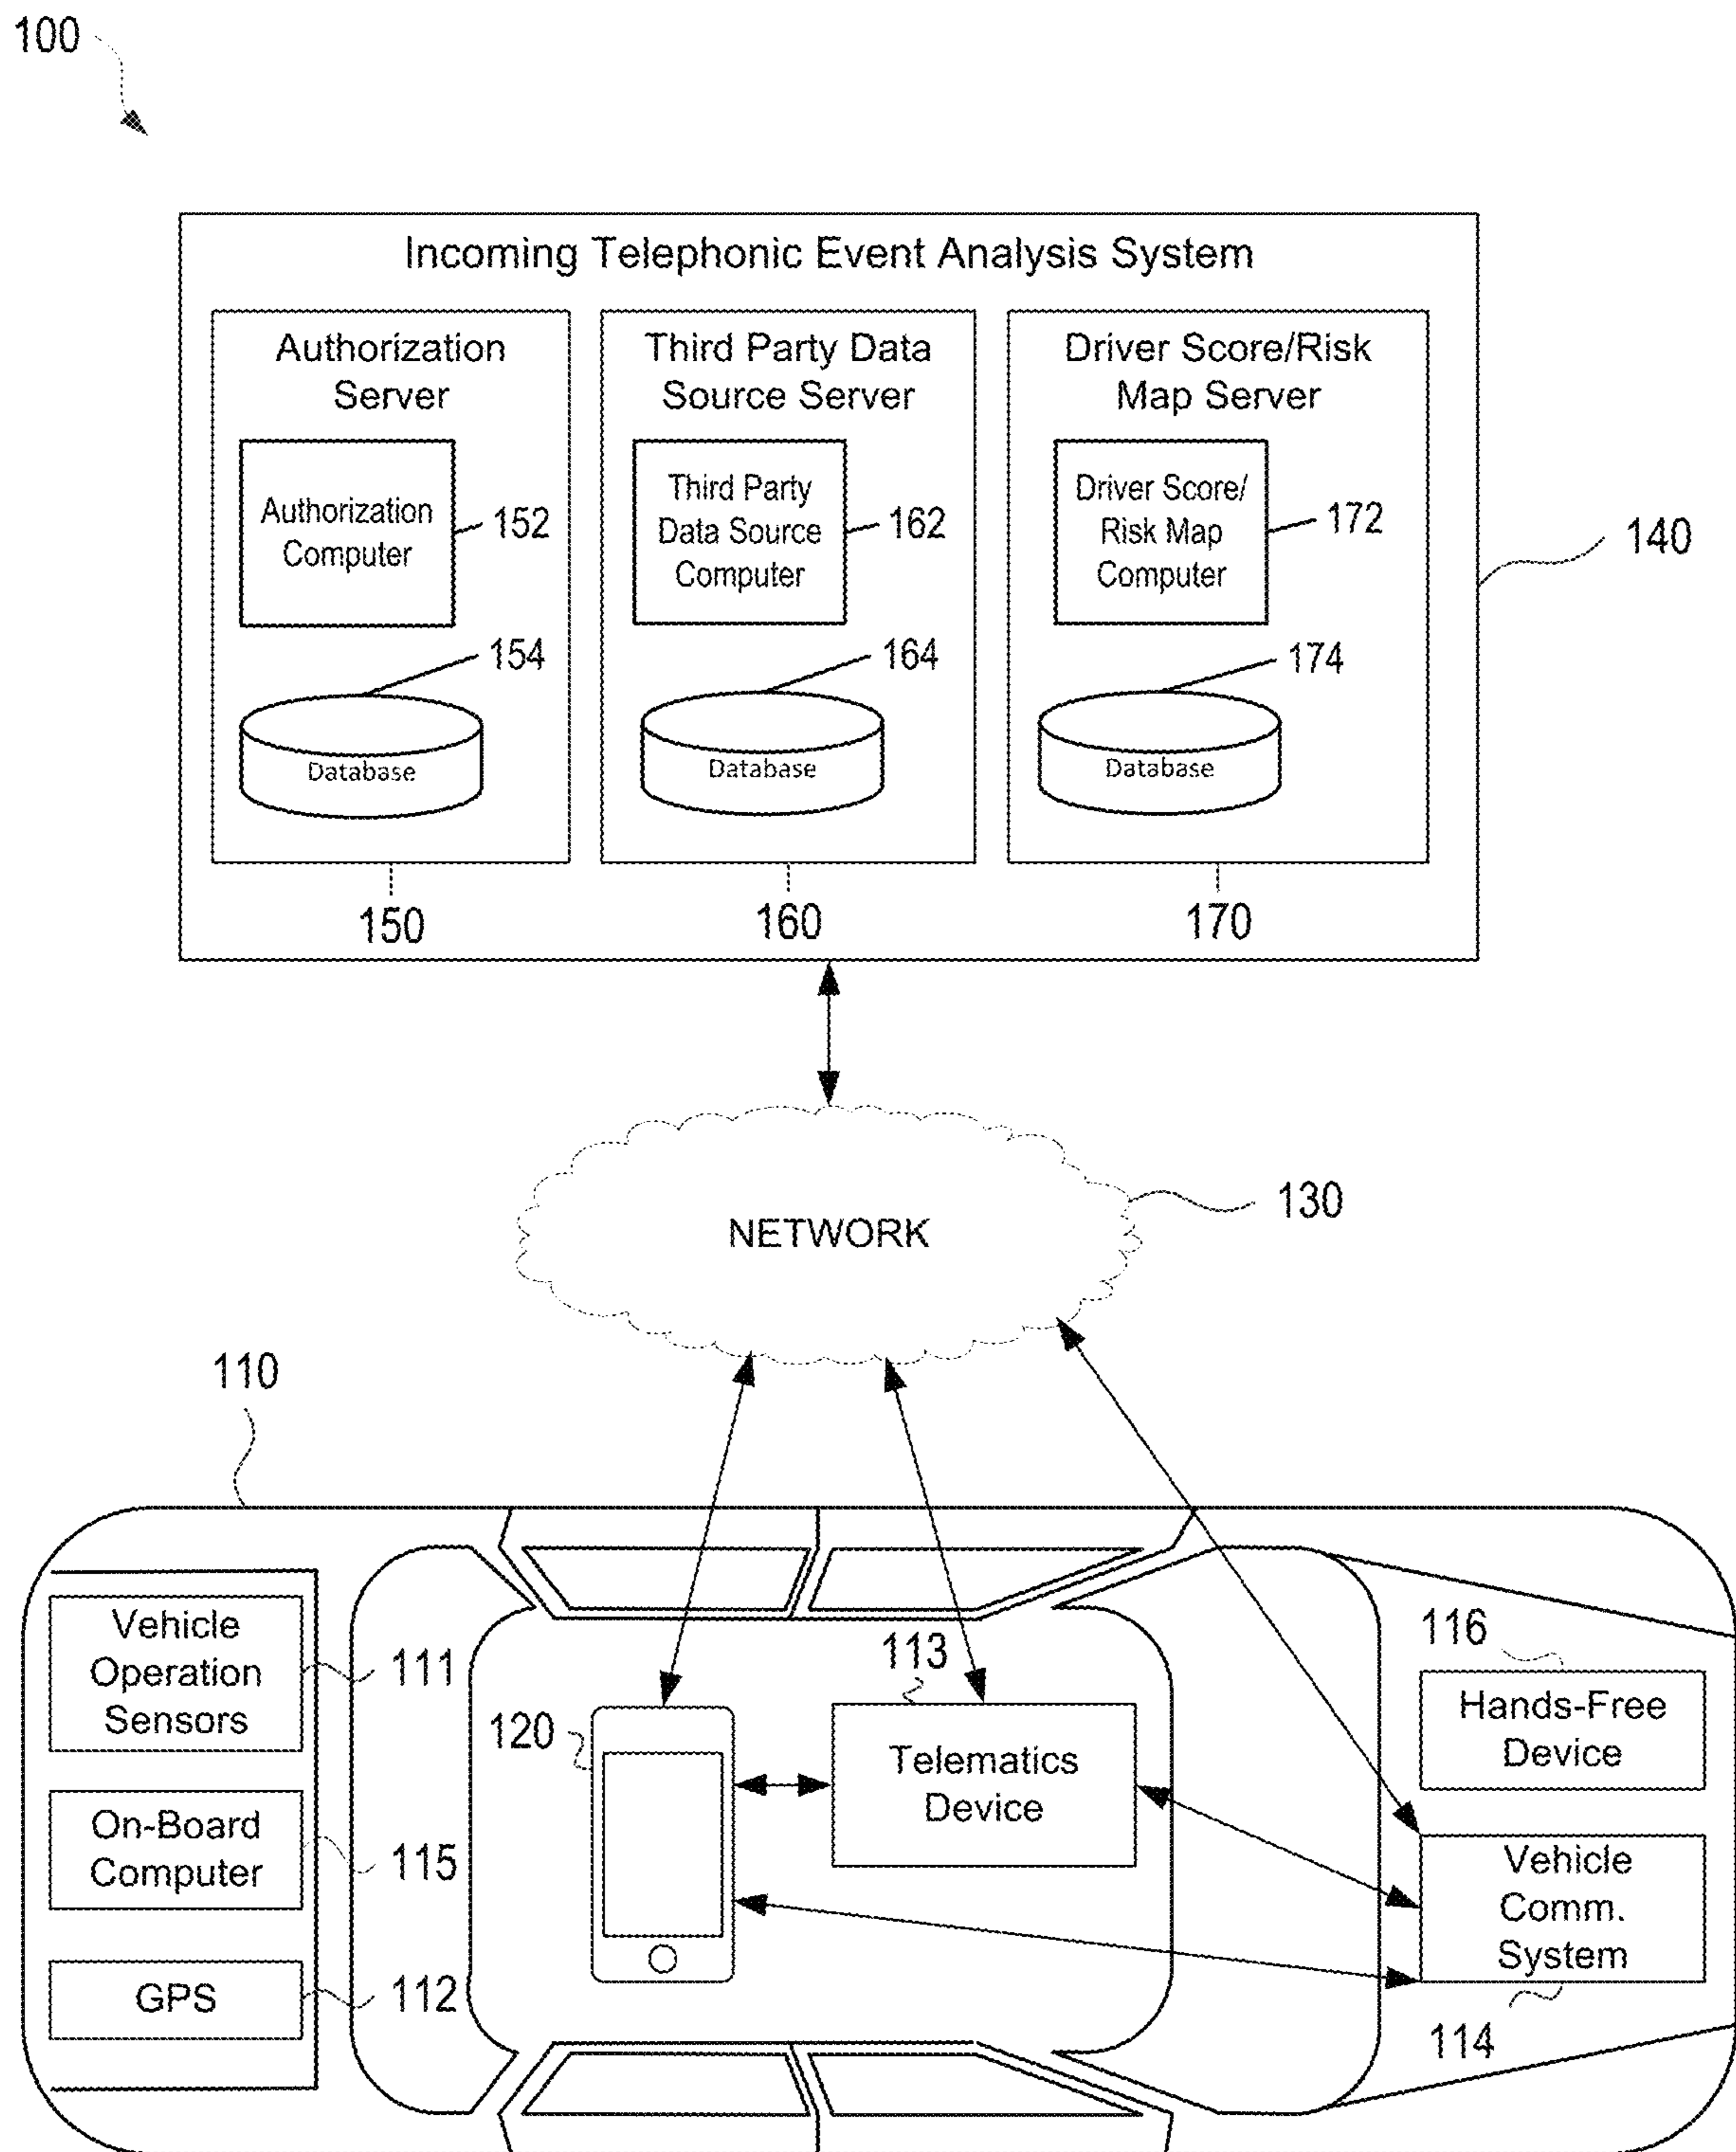 100
Incoming Telephonic Event Analysis System
Authorization
Server
Authorization
Computer
152
154
Database
150
Third Party Data
Source Server
Third Party
Data Source
Computer
162
164
Database
160
Driver Score/Risk
Map Server
Driver Score/
Risk Map
Computer
172
174
Database
170
140
NETWORK
130
110
Vehicle
Operation
Sensors
111
On-Board
Computer
115
GPS
112
120
113
Telematics
Device
116
Hands-Free
Device
Vehicle
Comm.
System
114